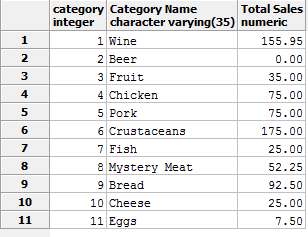 category Category Name Total Sales
integer character varying(35) numeric
1 1 Wine 155.95
2 2 Beer 0.00
3 3 Fruit 35.00
4 4 Chicken 75.00
5 5 Pork 75.00
6 6 Crustaceans 175.00
7 7 Fish 25.00
8 8 Mystery Meat 52.25
9 9 Bread 92.50
10 10 Cheese 25.00
11 11 Eggs 7.50